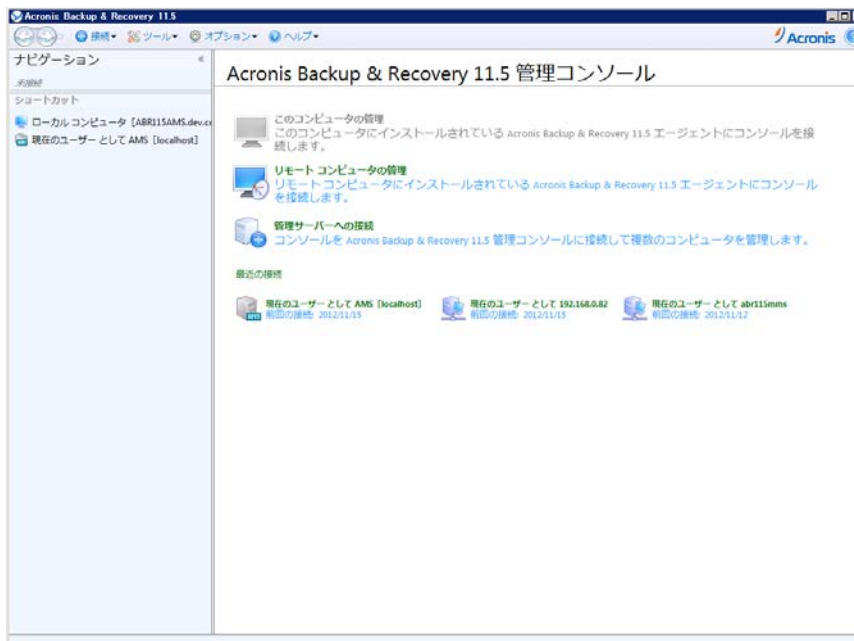 Acronis Backup & Recovery 11.5
接続
ツール
オプション
ヘルプ
Acronis
ナビゲーション
未接続
ショートカット
ローカル コンピュータ [ABR115AMS.dev.co
現在のユーザー として AMS [localhost]
Acronis Backup & Recovery 11.5 管理コンソール
このコンピュータの管理
このコンピュータにインストールされている Acronis Backup & Recovery 11.5 エージェントにコンソールを接
続します。
リモート コンピュータの管理
リモート コンピュータにインストールされている Acronis Backup & Recovery 11.5 エージェントにコンソール
を接続します。
管理サーバーへの接続
コンソールを Acronis Backup & Recovery 11.5 管理コンソールに接続して複数のコンピュータを管理します。
最近の接続
現在のユーザー として AMS [localhost]
前回の接続: 2012/11/15
現在のユーザー として 192.168.0.82
前回の接続: 2012/11/15
現在のユーザー として abr115mms
前回の接続: 2012/11/12